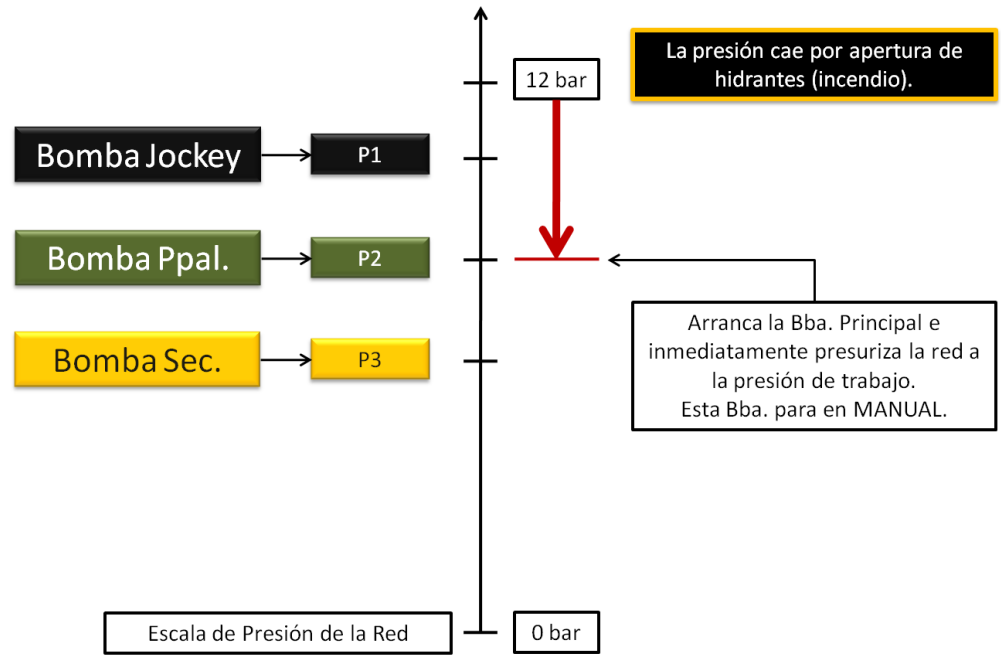 12 bar
La presión cae por apertura de
hidrantes (incendio).
Bomba Jockey
P1
Bomba Ppal.
P2
Bomba Sec.
P3
Arranca la Bba. Principal e
inmediatamente presuriza la red a
la presión de trabajo.
Esta Bba. para en MANUAL.
Escala de Presión de la Red
0 bar